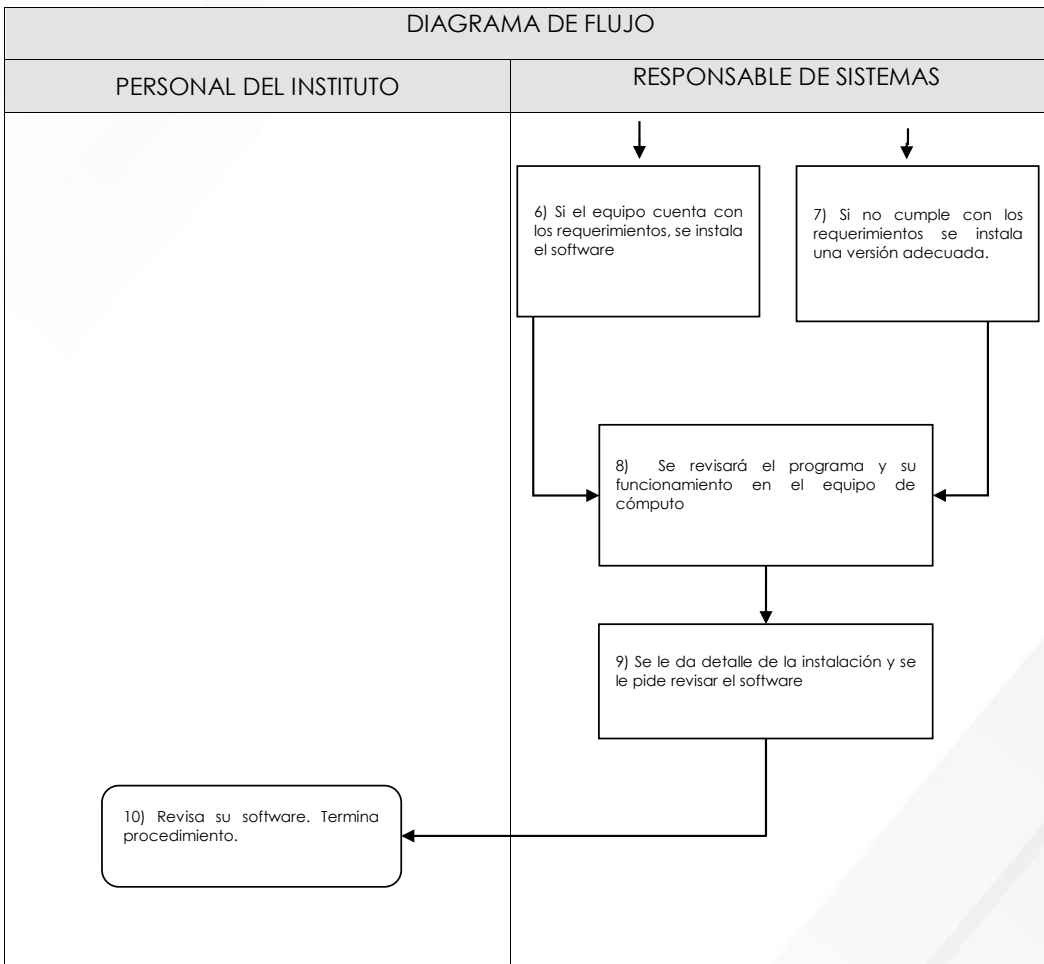 DIAGRAMA DE FLUJO
PERSONAL DEL INSTITUTO
RESPONSABLE DE SISTEMAS
6) Si el equipo cuenta con
los requerimientos, se instala
el software
7) Si no cumple con los
requerimientos se instala
una versión adecuada.
8) Se revisará el programa y su
funcionamiento en el equipo de
cómputo
9) Se le da detalle de la instalación y se
le pide revisar el software
10) Revisa su software. Termina
procedimiento.